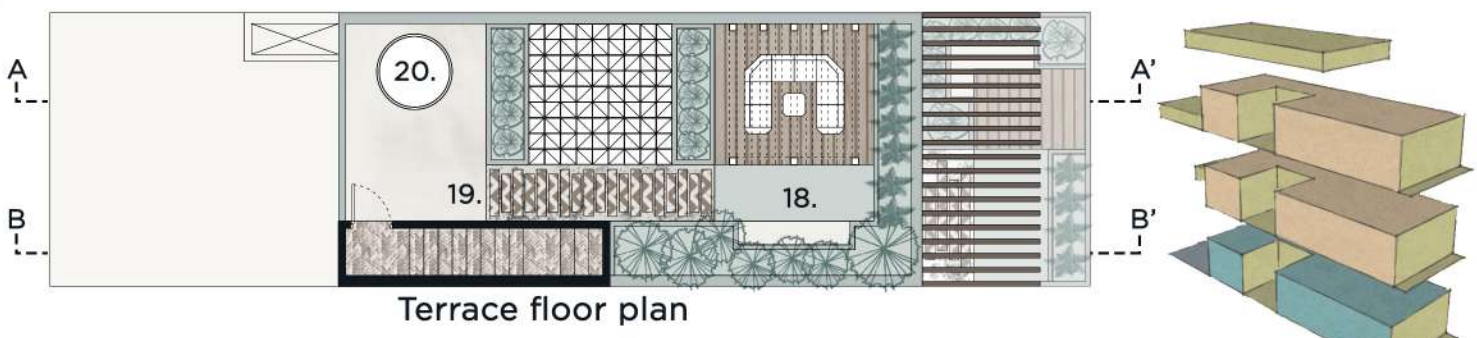 A
A'
20.
19.
18.
B
B'
Terrace floor plan